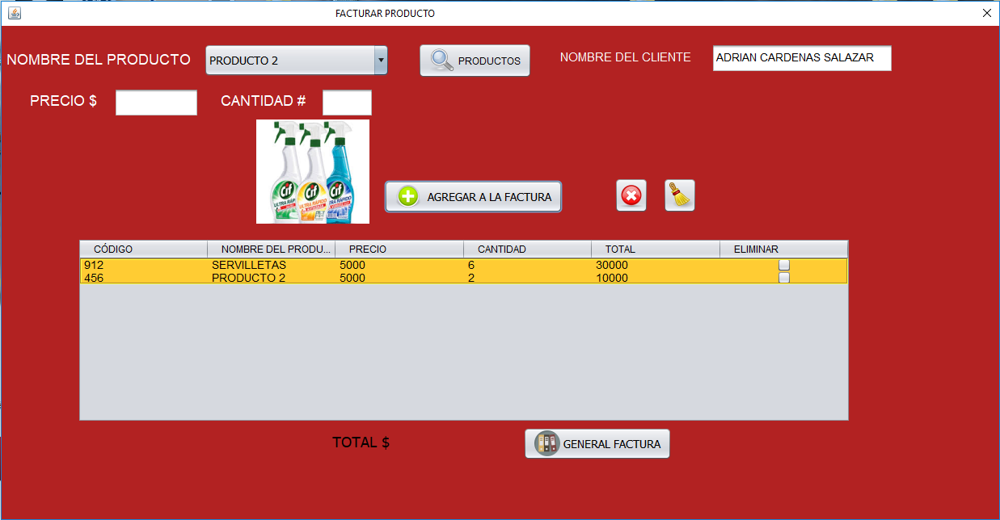 FACTURAR PRODUCTO
NOMBRE DEL PRODUCTO PRODUCTO 2 PRODUCTOS NOMBRE DEL CLIENTE ADRIAN CARDENAS SALAZAR
PRECIO $ CANTIDAD #
Cif Cif Cif
ULTRA RÁPIDO
AGREGAR A LA FACTURA
CÓDIGO NOMBRE DEL PRODU... PRECIO CANTIDAD TOTAL ELIMINAR
912 SERVILLETAS 5000 6 30000
456 PRODUCTO 2 5000 2 10000
TOTAL $ GENERAL FACTURA